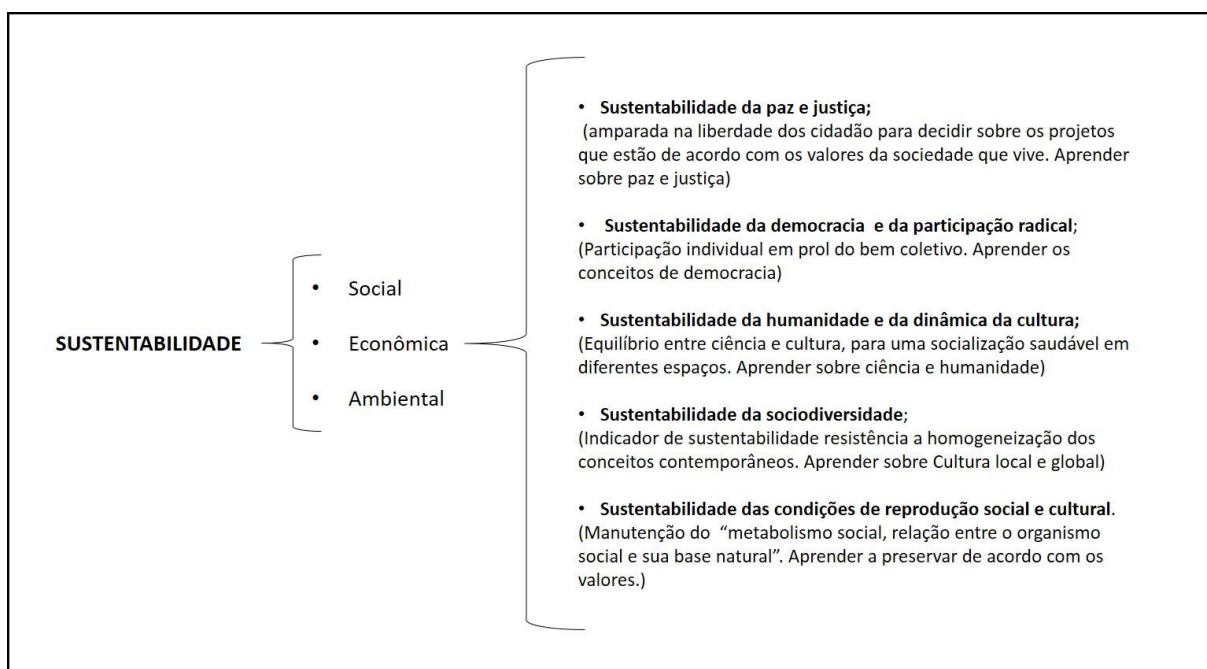 SUSTENTABILIDADE
• Social
• Econômica
• Ambiental
• Sustentabilidade da paz e justiça;
(amparada na liberdade dos cidadão para decidir sobre os projetos
que estão de acordo com os valores da sociedade que vive. Aprender
sobre paz e justiça)
• Sustentabilidade da democracia e da participação radical;
(Participação individual em prol do bem coletivo. Aprender os
conceitos de democracia)
• Sustentabilidade da humanidade e da dinâmica da cultura;
(Equilíbrio entre ciência e cultura, para uma socialização saudável em
diferentes espaços. Aprender sobre ciência e humanidade)
• Sustentabilidade da sociodiversidade;
(Indicador de sustentabilidade resistência a homogeneização dos
conceitos contemporâneos. Aprender sobre Cultura local e global)
• Sustentabilidade das condições de reprodução social e cultural.
(Manutenção do “metabolismo social, relação entre o organismo
social e sua base natural”. Aprender a preservar de acordo com os
valores.)